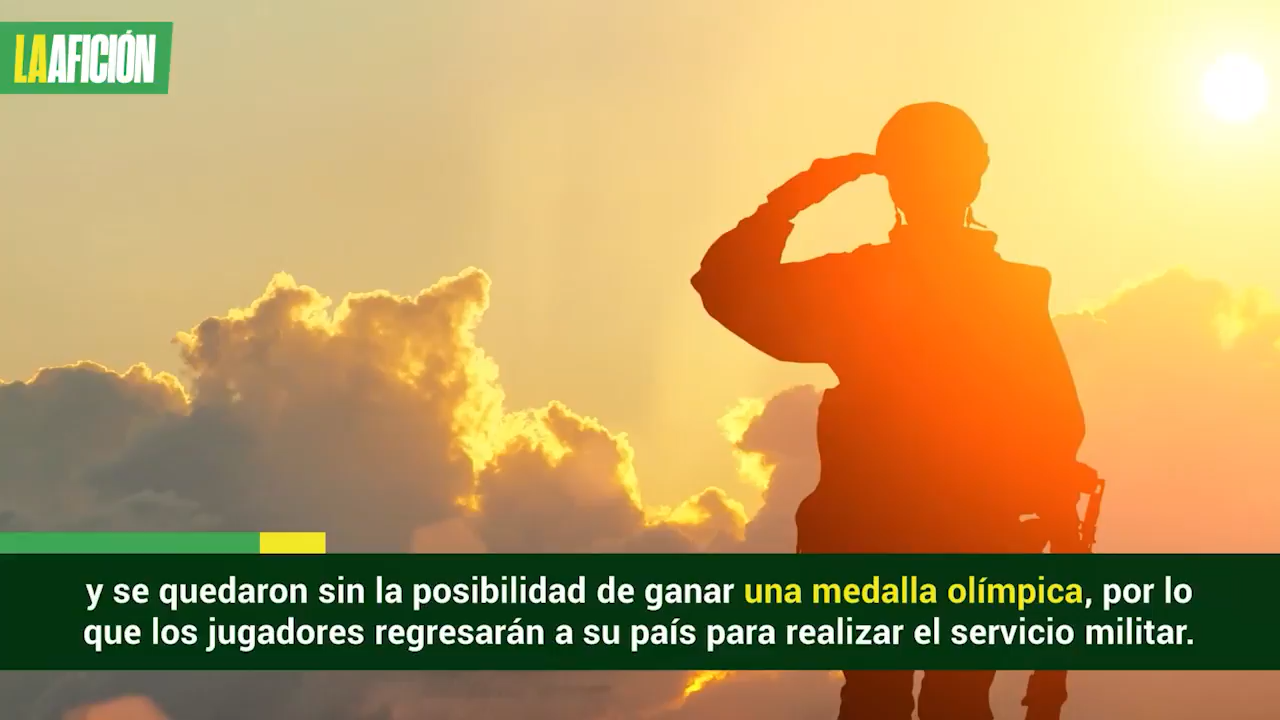 LAAFICIÓN
y se quedaron sin la posibilidad de ganar una medalla olímpica, por lo
que los jugadores regresarán a su país para realizar el servicio militar.